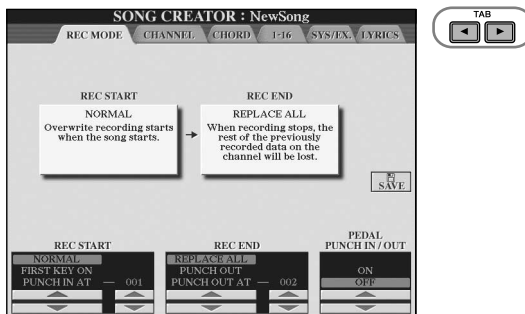 SONG CREATOR : NewSong
REC MODE CHANNEL CHORD 1-16 SYS/EX. LYRICS
TAB
REC START REC END
NORMAL
Overwrite recording starts
when the song starts.
REPLACE ALL
When recording stops, the
rest of the previously
recorded data on the
channel will be lost.
SAVE
REC START
NORMAL
FIRST KEY ON
PUNCH IN AT — 001
REC END
REPLACE ALL
PUNCH OUT
PUNCH OUT AT — 002
PEDAL
PUNCH IN / OUT
ON
OFF